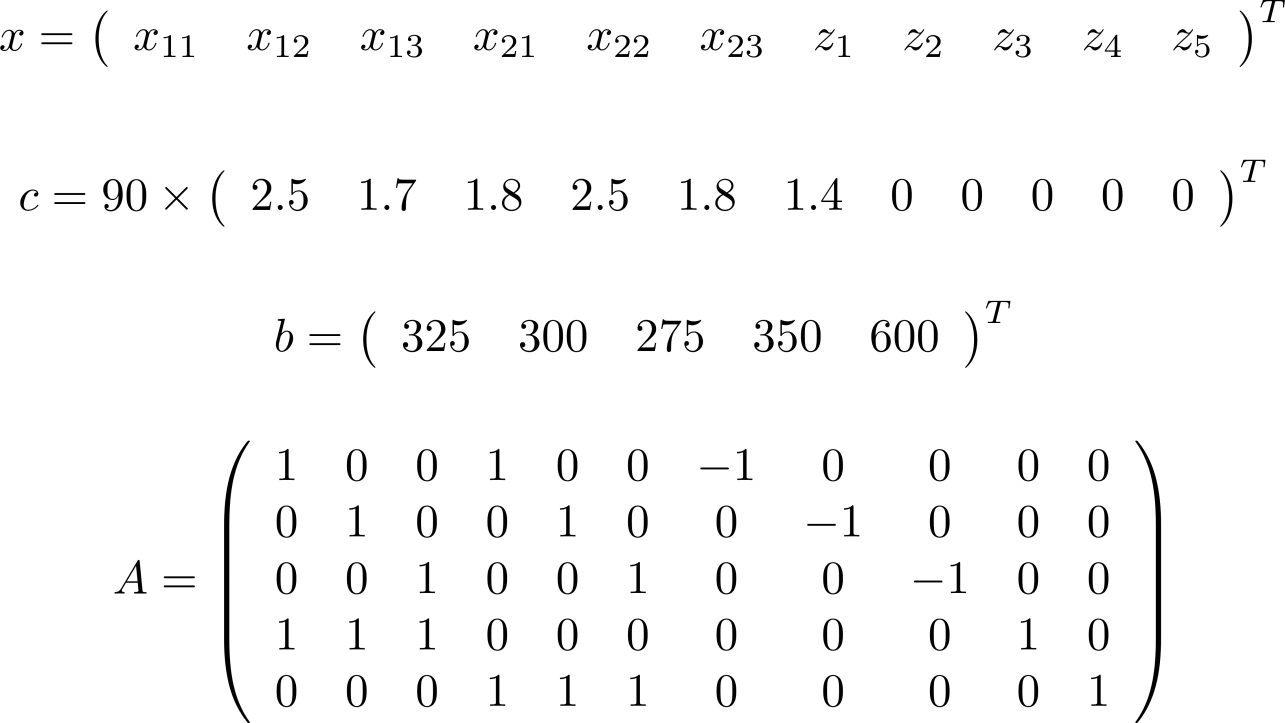 x = ( x11 x12 x13 x21 x22 x23 z1 z2 z3 z4 z5 )^T
c = 90 × ( 2.5 1.7 1.8 2.5 1.8 1.4 0 0 0 0 0 )^T
b = ( 325 300 275 350 600 )^T
1 0 0 1 0 0 −1 0 0 0 0
0 1 0 0 1 0 0 −1 0 0 0
A = ( 0 0 1 0 0 1 0 0 −1 0 0 )
1 1 1 0 0 0 0 0 0 1 0
0 0 0 1 1 1 0 0 0 0 1